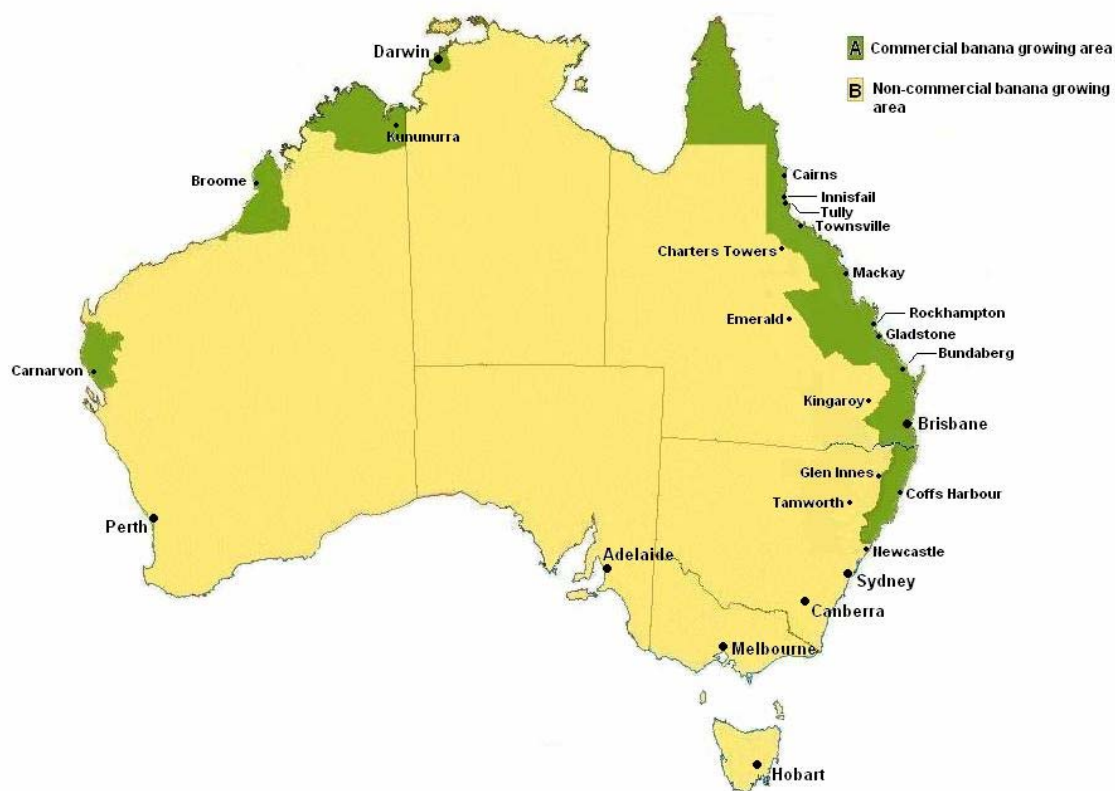 A Commercial banana growing area
B Non-commercial banana growing
area
Darwin
Kununurra
Broome
Cairns
Innisfail
Tully
Townsville
Charters Towers
Mackay
Emerald
Rockhampton
Gladstone
Bundaberg
Carnarvon
Kingaroy
Brisbane
Glen Innes
Coffs Harbour
Tamworth
Perth
Newcastle
Adelaide
Sydney
Canberra
Melbourne
Hobart